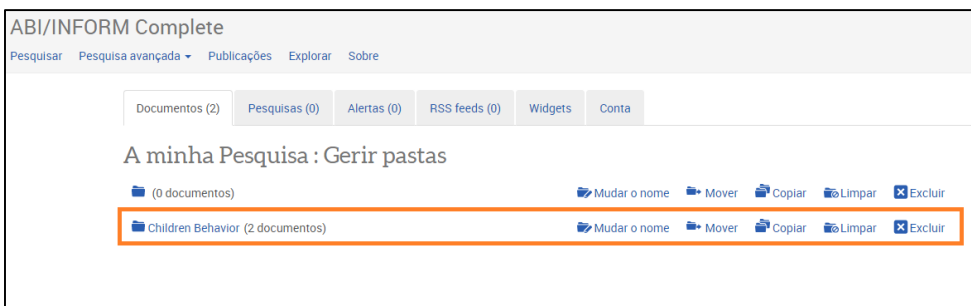 ABI/INFORM Complete
Pesquisar Pesquisa avançada Publicações Explorar Sobre
Documentos (2) Pesquisas (0) Alertas (0) RSS feeds (0) Widgets Conta
A minha Pesquisa : Gerir pastas
(0 documentos) Mudar o nome Mover Copiar Limpar Excluir
Children Behavior (2 documentos) Mudar o nome Mover Copiar Limpar Excluir